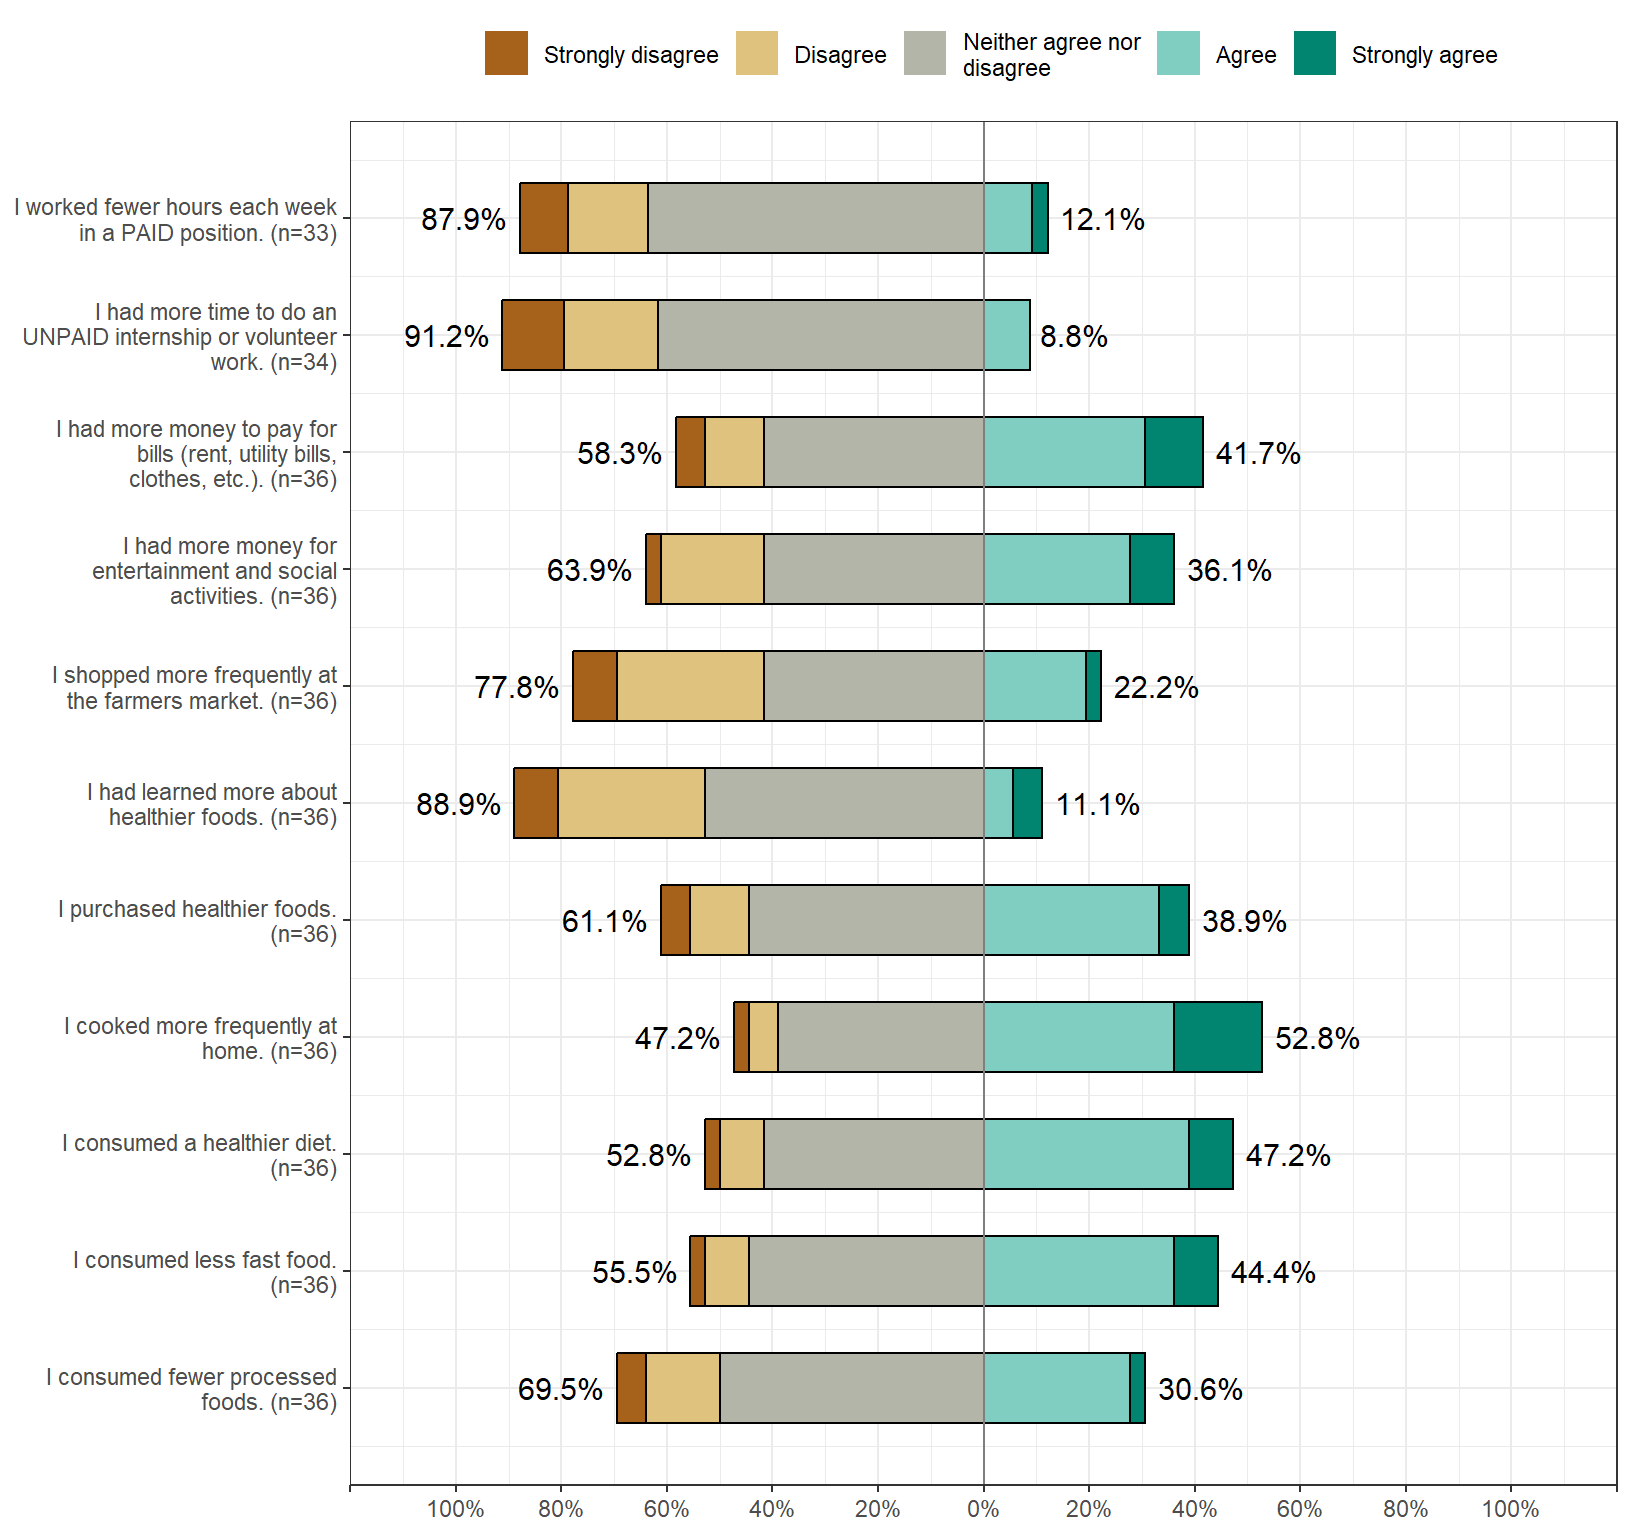 Strongly disagree
Disagree
Neither agree nor
disagree
Agree
Strongly agree
I worked fewer hours each week
in a PAID position. (n=33)
87.9%
12.1%
I had more time to do an
UNPAID internship or volunteer
work. (n=34)
91.2%
8.8%
I had more money to pay for
bills (rent, utility bills,
clothes, etc.). (n=36)
58.3%
41.7%
I had more money for
entertainment and social
activities. (n=36)
63.9%
36.1%
I shopped more frequently at
the farmers market. (n=36)
77.8%
22.2%
I had learned more about
healthier foods. (n=36)
88.9%
11.1%
I purchased healthier foods.
(n=36)
61.1%
38.9%
I cooked more frequently at
home. (n=36)
47.2%
52.8%
I consumed a healthier diet.
(n=36)
52.8%
47.2%
I consumed less fast food.
(n=36)
55.5%
44.4%
I consumed fewer processed
foods. (n=36)
69.5%
30.6%
100% 80% 60% 40% 20% 0% 20% 40% 60% 80% 100%